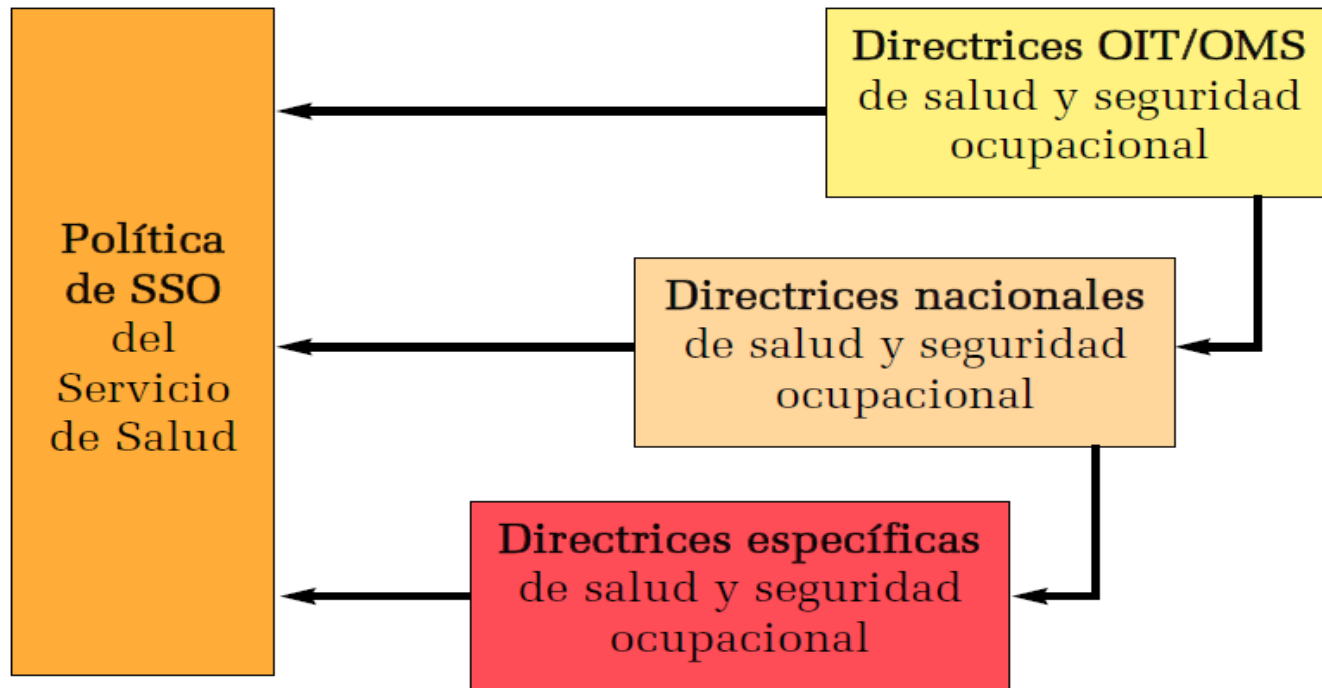 Política
de SSO
del
Servicio
de Salud
Directrices OIT/OMS
de salud y seguridad
ocupacional
Directrices nacionales
de salud y seguridad
ocupacional
Directrices específicas
de salud y seguridad
ocupacional